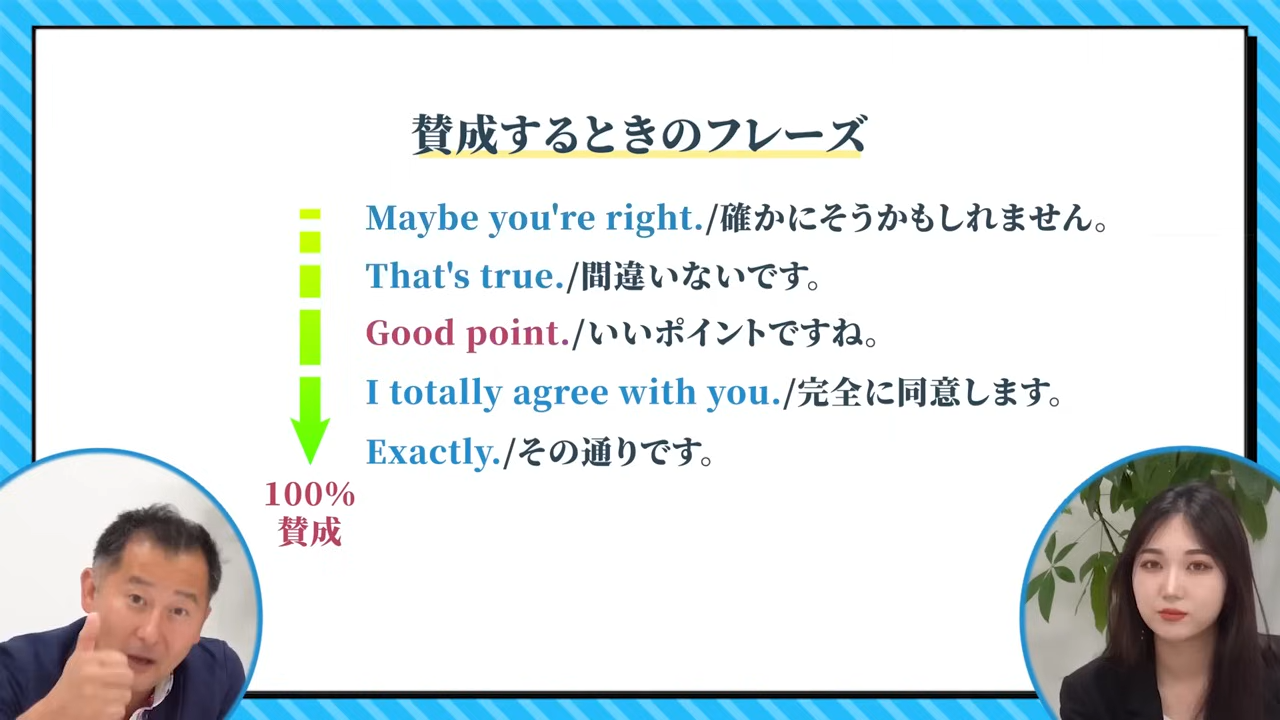 賛成するときのフレーズ
Maybe you're right./確かにそうかもしれません。
That's true./間違いないです。
Good point./いいポイントですね。
I totally agree with you./完全に同意します。
Exactly./その通りです。
100%
賛成